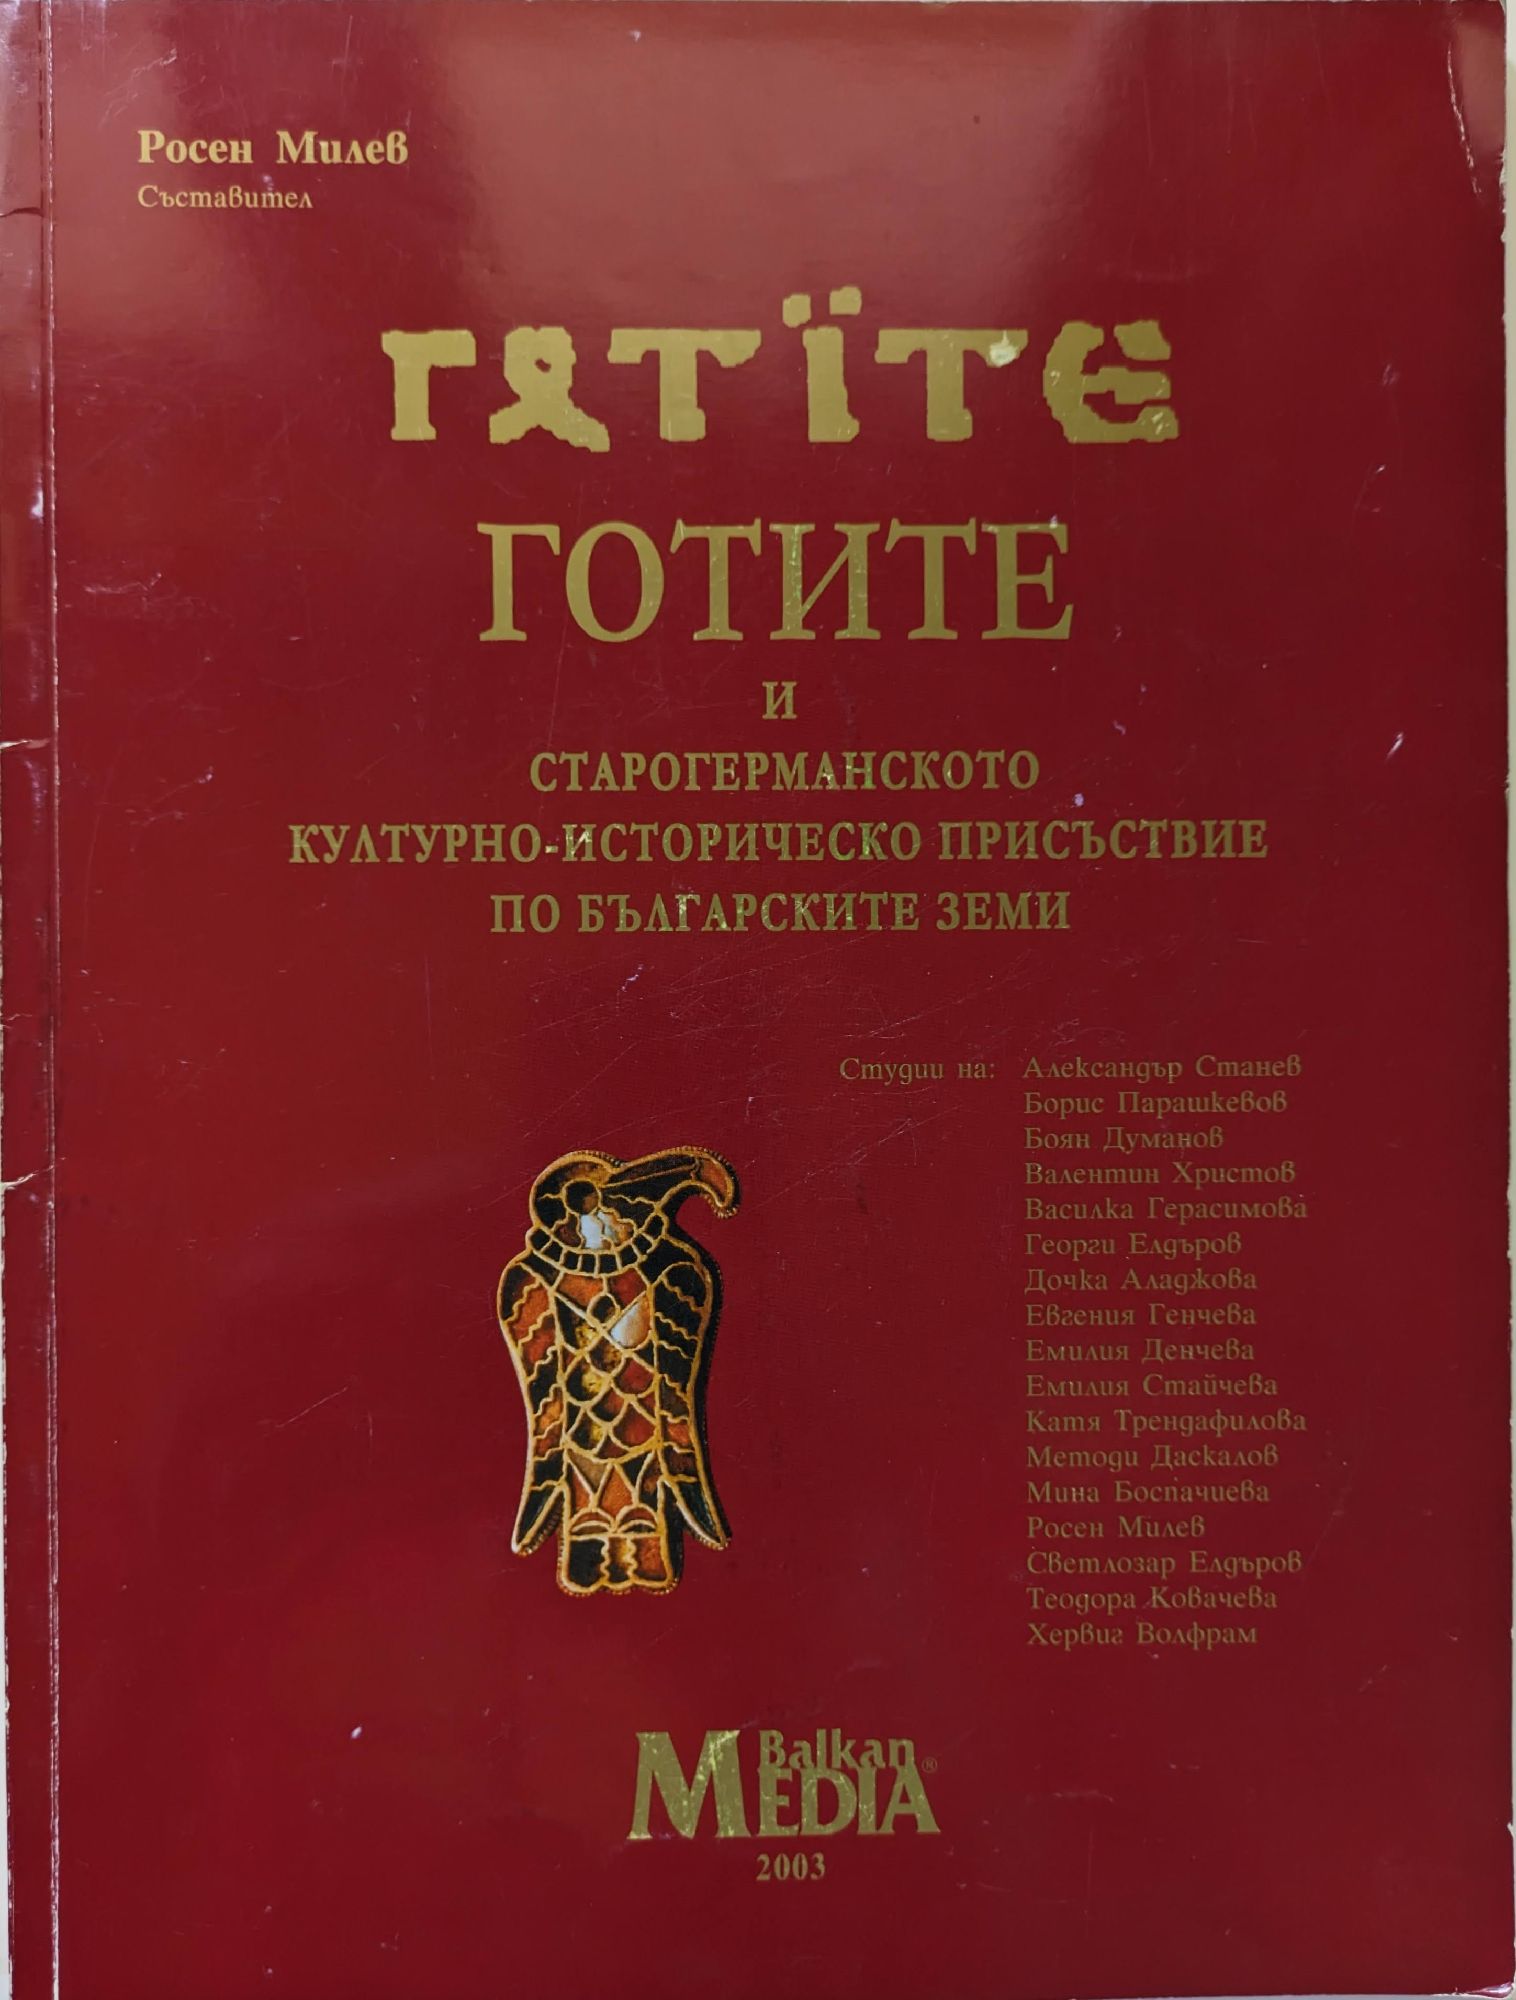 Росен Милев
Съставител
𐌲𐍉𐍄𐌹̈𐍄𐌴
ГОТИТЕ
И
СТАРОГЕРМАНСКОТО
КУЛТУРНО-ИСТОРИЧЕСКО ПРИСЪСТВИЕ
ПО БЪЛГАРСКИТЕ ЗЕМИ
Студии на: Александър Станев
Борис Парашкевов
Боян Думанов
Валентин Христов
Василка Герасимова
Георги Елдъров
Дочка Аладжова
Евгения Генчева
Емилия Денчева
Емилия Стайчева
Катя Трендафилова
Методи Даскалов
Мина Боспачиева
Росен Милев
Светлозар Елдъров
Теодора Ковачева
Хервиг Волфрам
Balkan
MEDIA®
2003